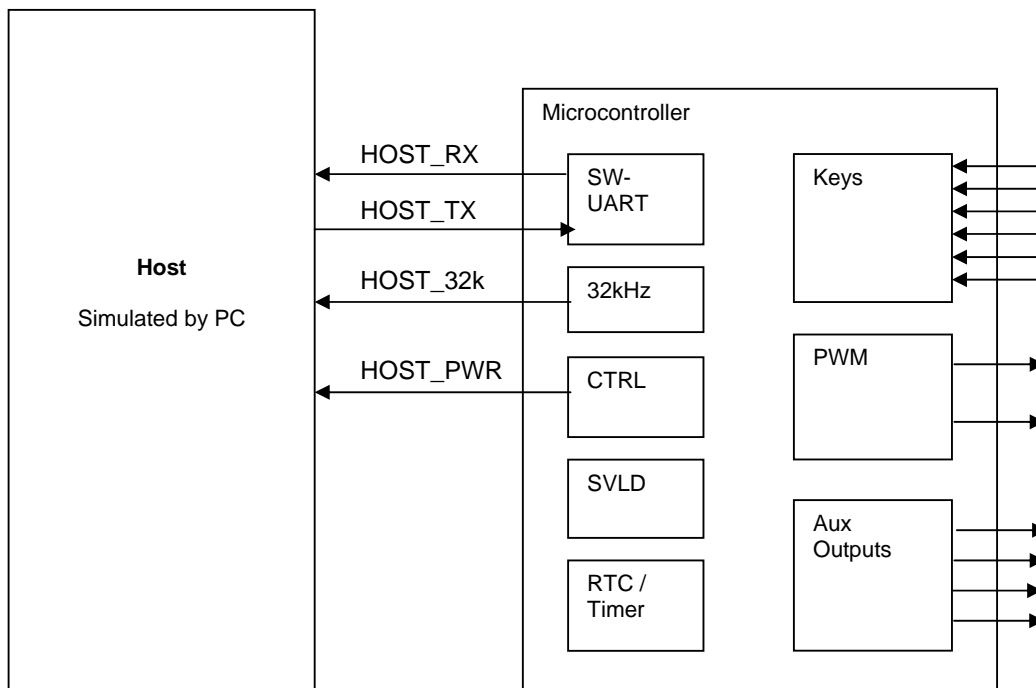 Host
Simulated by PC
HOST_RX
HOST_TX
HOST_32k
HOST_PWR
Microcontroller
SW-
UART
32kHz
CTRL
SVLD
RTC /
Timer
Keys
PWM
Aux
Outputs